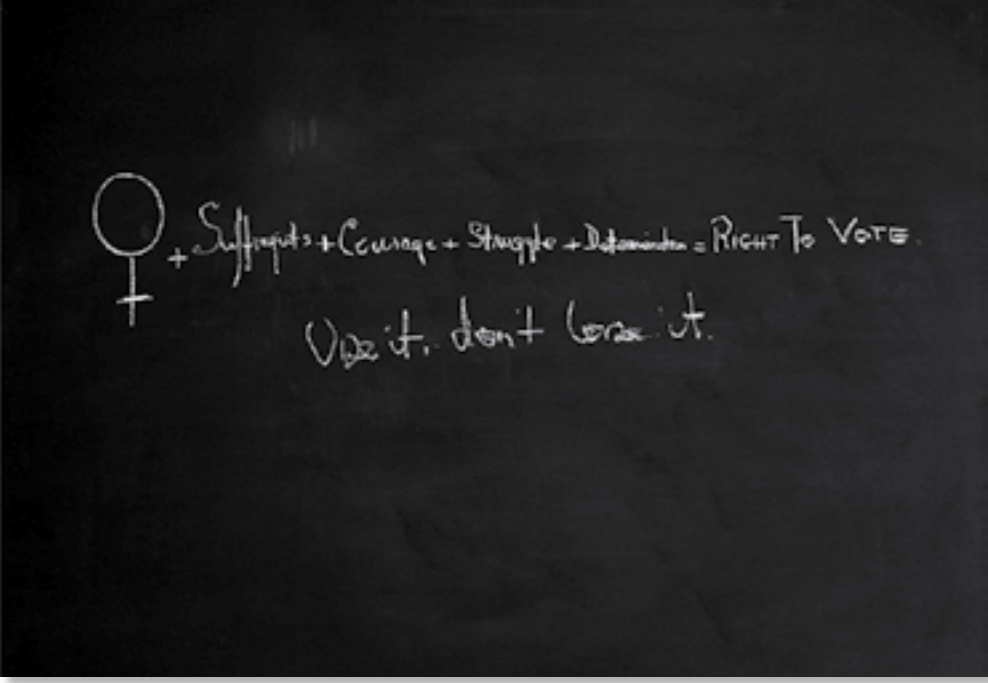 ♀ + Suffragists + Courage + Struggle + Determination = RIGHT TO VOTE.
Use it, don't lose it.